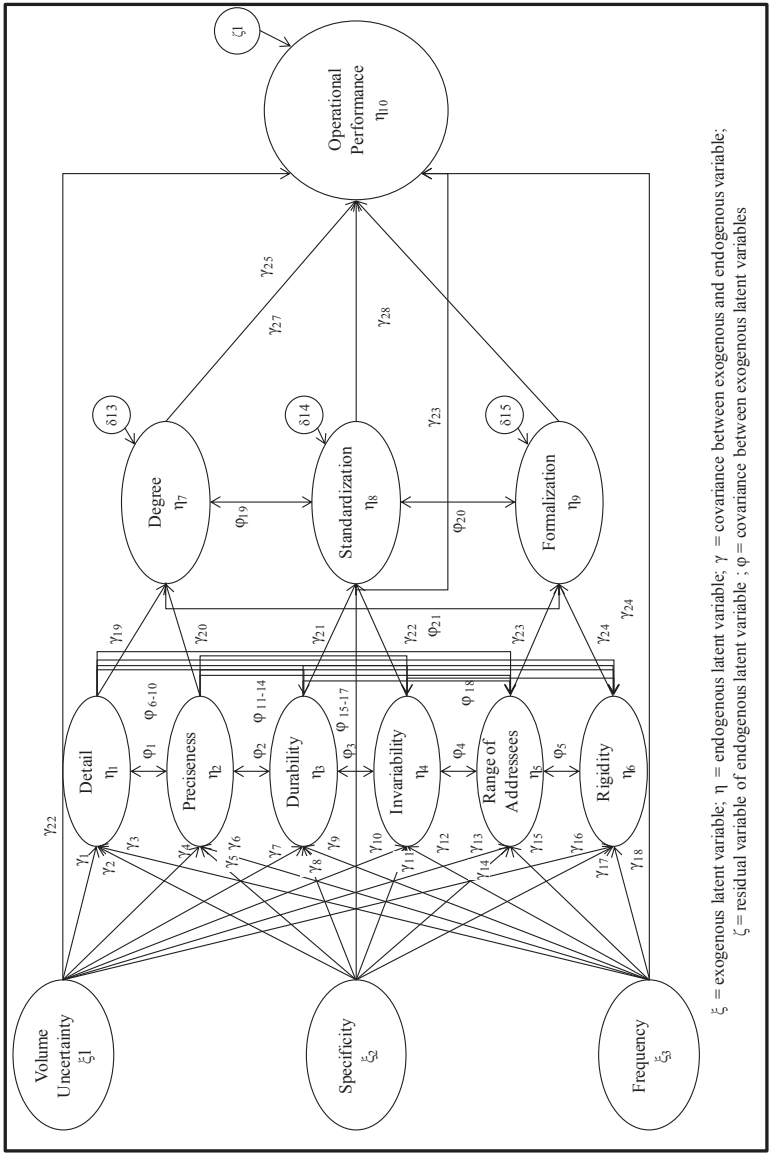 Volume
Uncertainty
ξ1
Specificity
ξ2
Frequency
ξ3
γ22
γ1
γ2
γ3
γ4
γ5
γ6
γ7
γ8
γ9
γ10
γ11
γ12
γ13
γ14
γ15
γ16
γ17
γ18
Detail
η1
φ1
Preciseness
η2
φ2
Durability
η3
φ3
Invariability
η4
φ4
Range of
Addressees
η5
φ5
Rigidity
η6
φ 6-10
φ 11-14
φ 15-17
φ 18
γ19
γ20
γ21
γ22
φ21
γ23
γ24
γ24
Degree
η7
δ13
φ19
Standardization
η8
δ14
φ20
Formalization
η9
δ15
γ23
γ25
γ27
γ28
Operational
Performance
η10
ζ1
ξ = exogenous latent variable; η = endogenous latent variable; γ = covariance between exogenous and endogenous variable;
ζ = residual variable of endogenous latent variable ; φ = covariance between exogenous latent variables